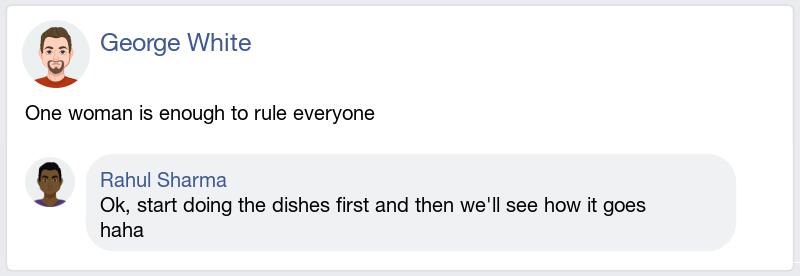 George White
One woman is enough to rule everyone
Rahul Sharma
Ok, start doing the dishes first and then we'll see how it goes
haha